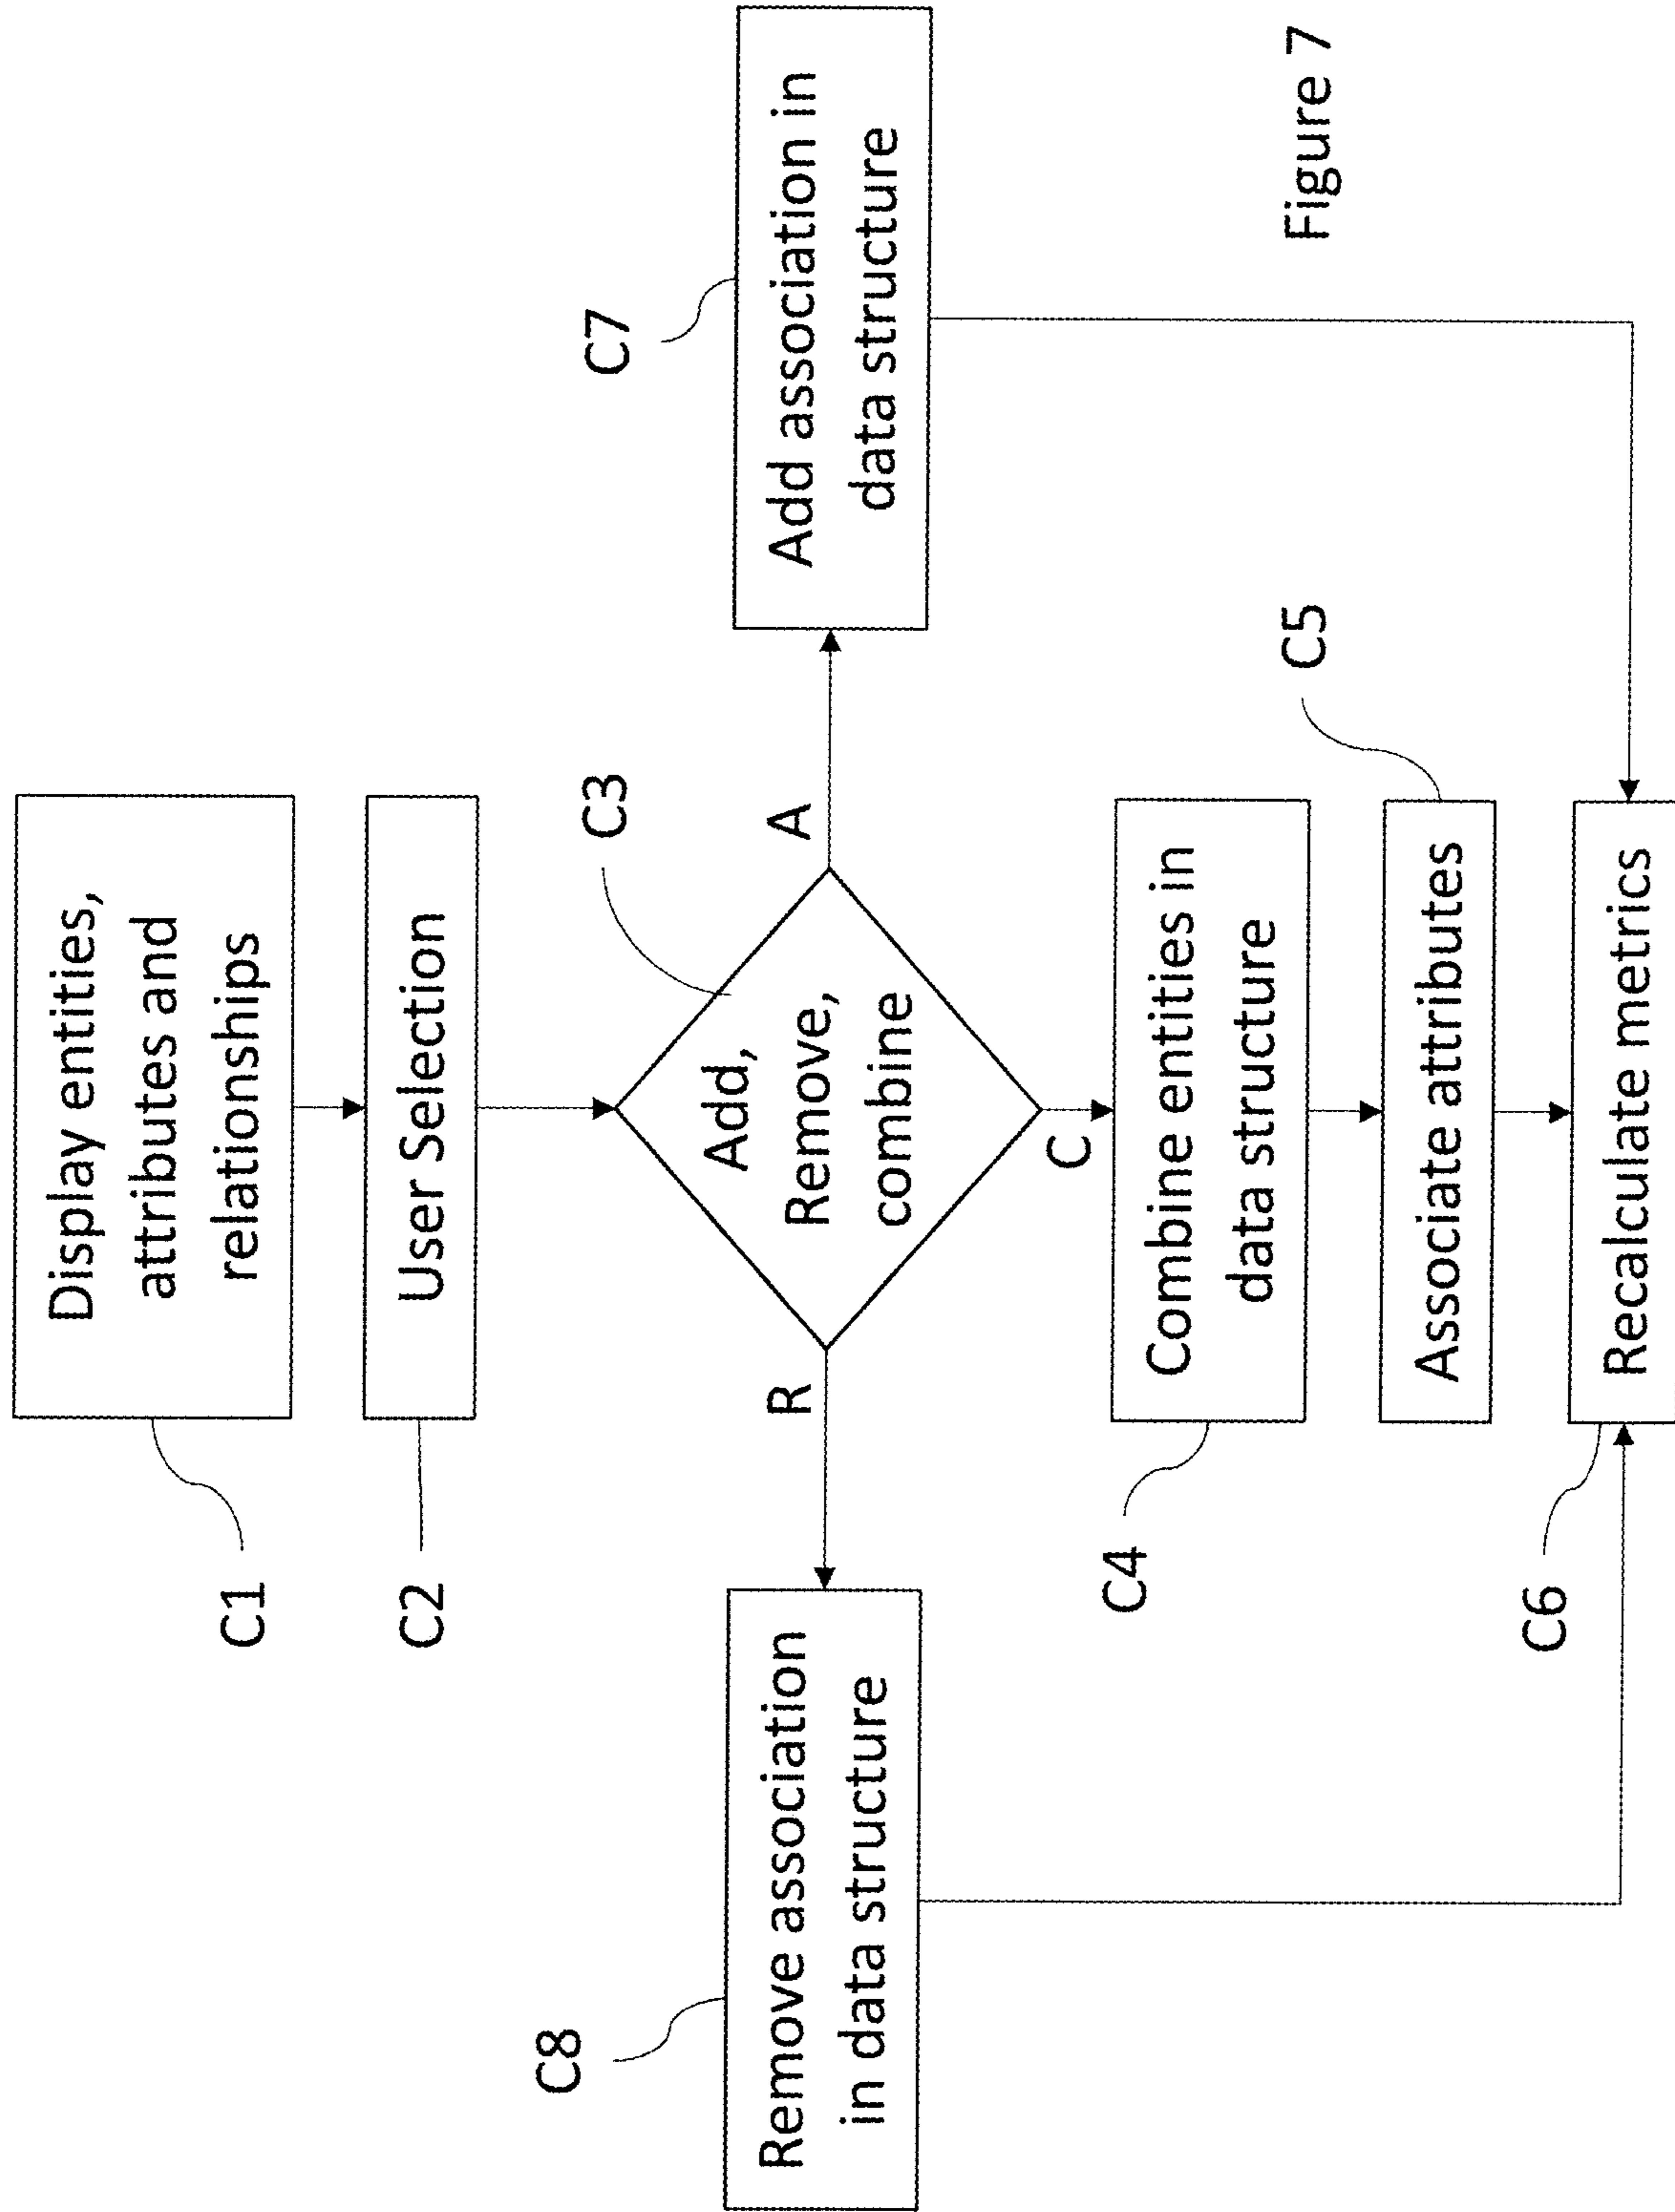 Display entities,
attributes and
relationships
C1
User Selection
C2
Add,
Remove,
combine
C3
R
A
C
Remove association
in data structure
C8
Add association in
data structure
C7
Combine entities in
data structure
C4
Associate attributes
C5
Recalculate metrics
C6
Figure 7